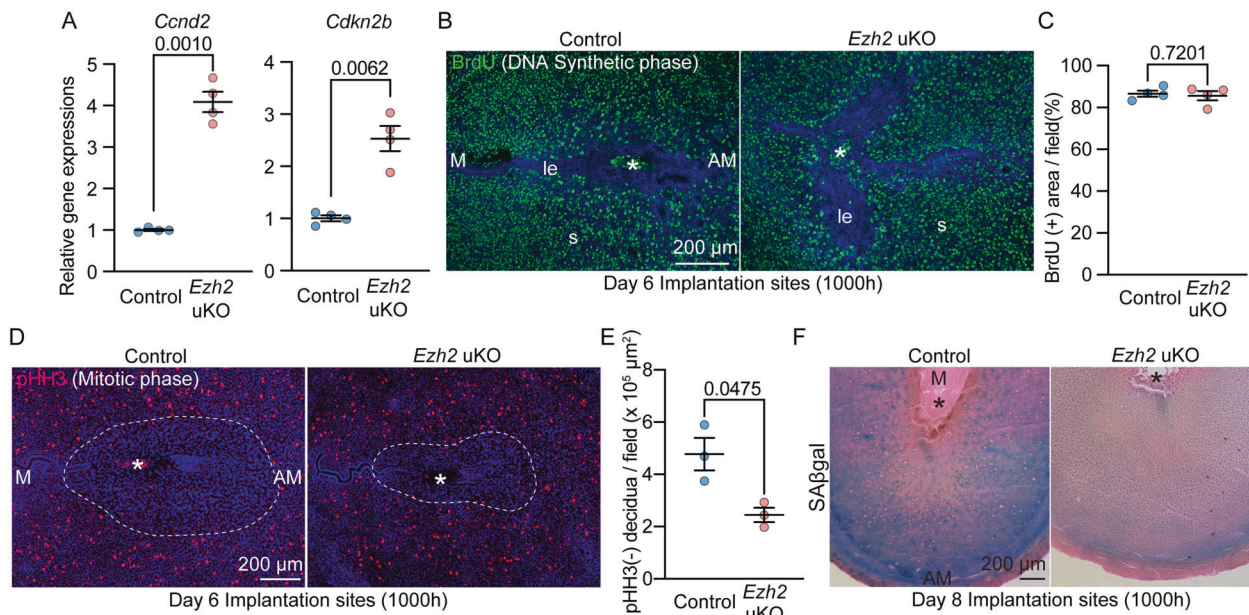 A
Ccnd2
Cdkn2b
0.0010
0.0062
Relative gene expressions
5
4
3
2
1
0
4
3
2
1
0
Control
Ezh2
uKO
Control
Ezh2
uKO
B
Control
Ezh2 uKO
BrdU (DNA Synthetic phase)
M
le
*
AM
s
200 μm
*
le
s
Day 6 Implantation sites (1000h)
C
0.7201
BrdU (+) area / field(%)
100
80
60
40
20
0
Control
Ezh2
uKO
D
Control
Ezh2 uKO
pHH3 (Mitotic phase)
M
*
AM
200 μm
*
Day 6 Implantation sites (1000h)
E
0.0475
pHH3(-) decidua / field (x 10⁵ μm²)
8
6
4
2
0
Control
Ezh2
uKO
F
Control
Ezh2 uKO
SAβgal
M
*
AM
200 μm
*
Day 8 Implantation sites (1000h)